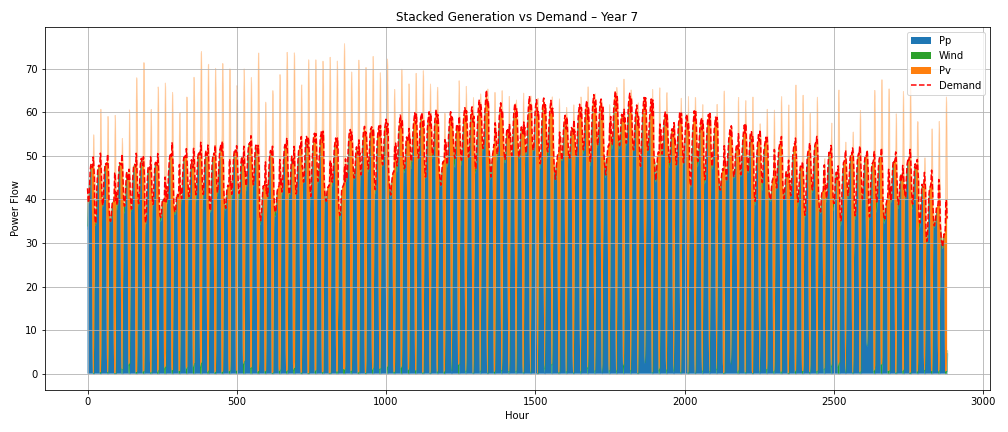 Stacked Generation vs Demand – Year 7
Pp
Wind
Pv
Demand
Power Flow
70
60
50
40
30
20
10
0
0 500 1000 1500 2000 2500 3000
Hour